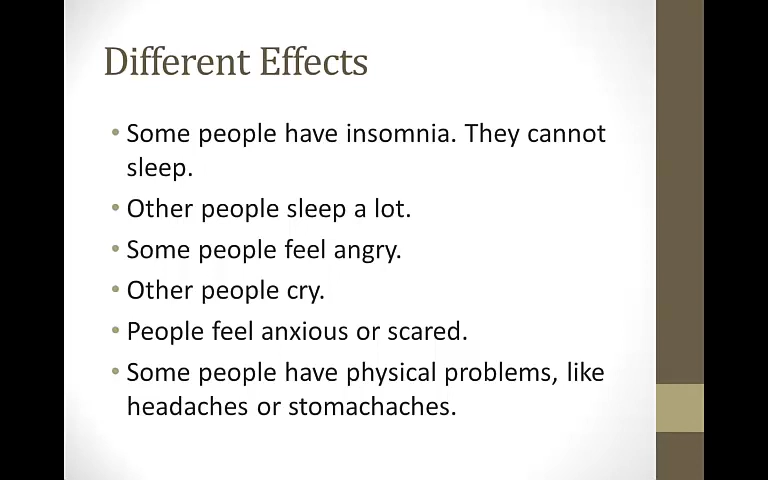 Different Effects
• Some people have insomnia. They cannot
sleep.
• Other people sleep a lot.
• Some people feel angry.
• Other people cry.
• People feel anxious or scared.
• Some people have physical problems, like
headaches or stomachaches.